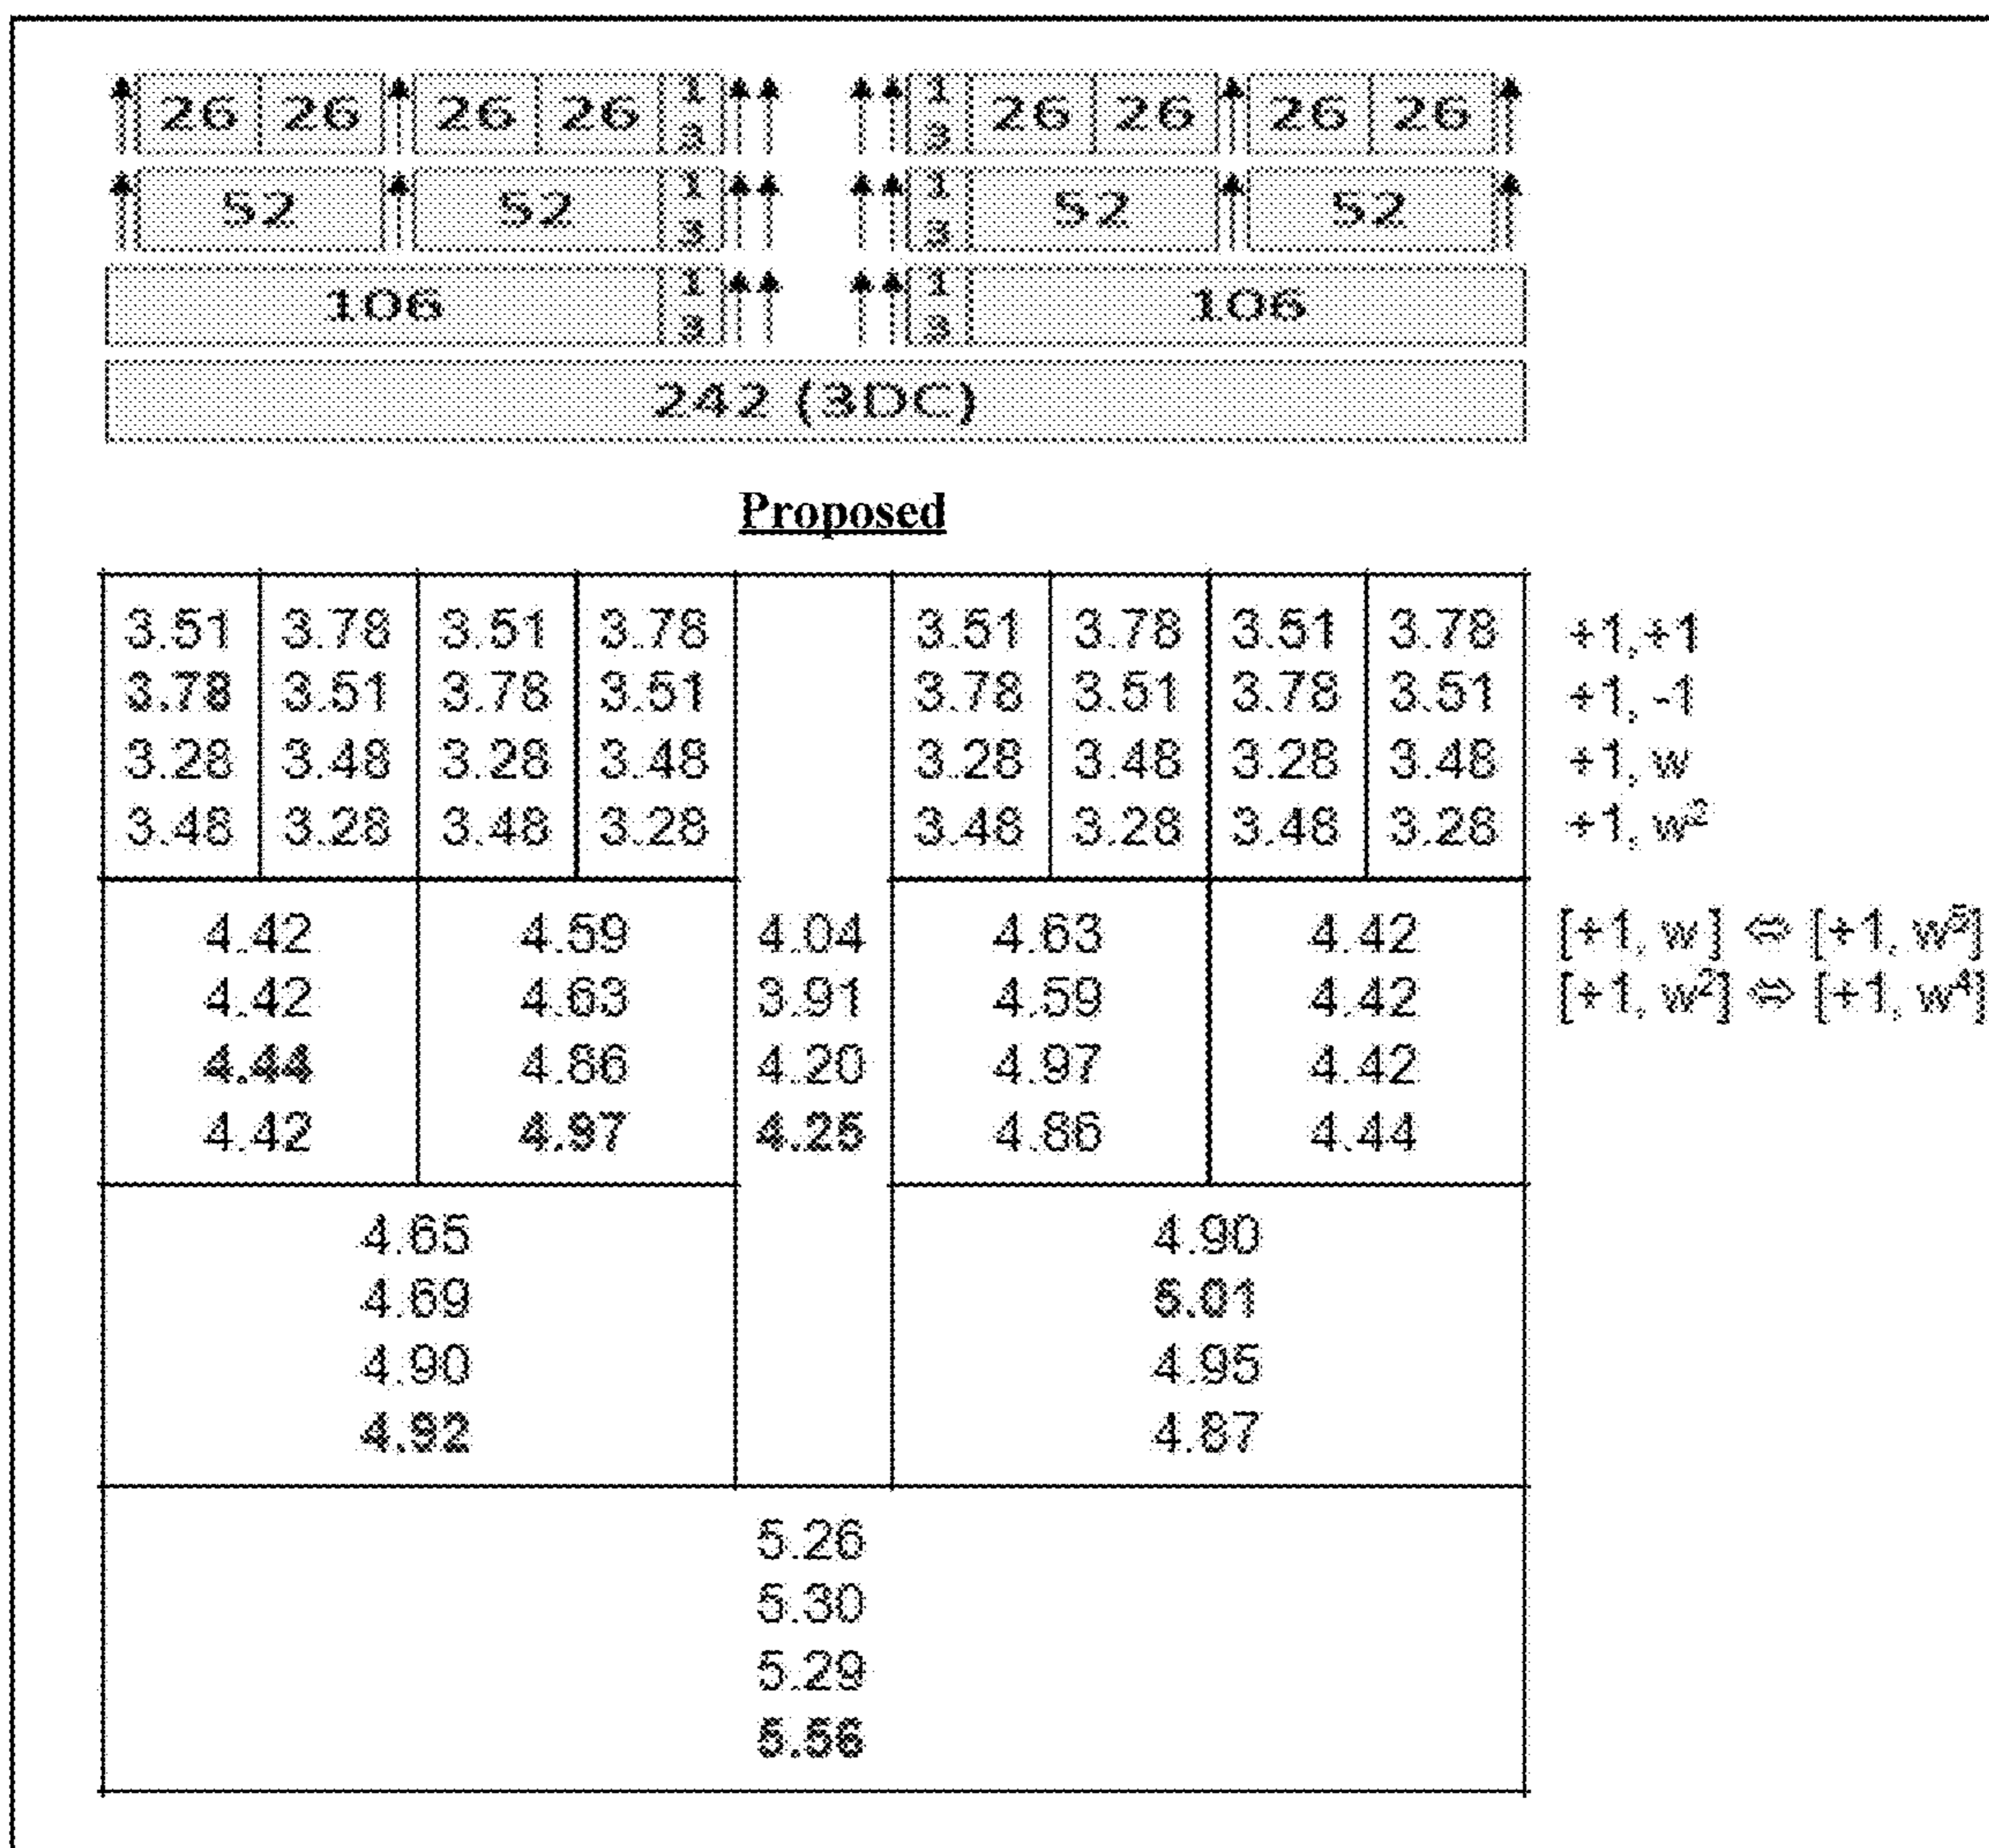 26 26 26 26 1 3 1 3 26 26 26 26
52 52 1 3 1 3 52 52
106 1 3 1 3 106
242 (3DC)
Proposed
3.51 3.78 3.51 3.78 3.51 3.78 3.51 3.78 +1,+1
3.78 3.51 3.78 3.51 3.78 3.51 3.78 3.51 +1, -1
3.28 3.48 3.28 3.48 3.28 3.48 3.28 3.48 +1, w
3.48 3.28 3.48 3.28 3.48 3.28 3.48 3.28 +1, w²
4.42 4.59 4.04 4.63 4.42 [+1, w] ⇔ [+1, w⁵]
4.42 4.63 3.91 4.59 4.42 [+1, w²] ⇔ [+1, w⁴]
4.44 4.86 4.20 4.97 4.42
4.42 4.97 4.25 4.86 4.44
4.65 4.90
4.69 5.01
4.90 4.95
4.92 4.87
5.26
5.30
5.29
5.56